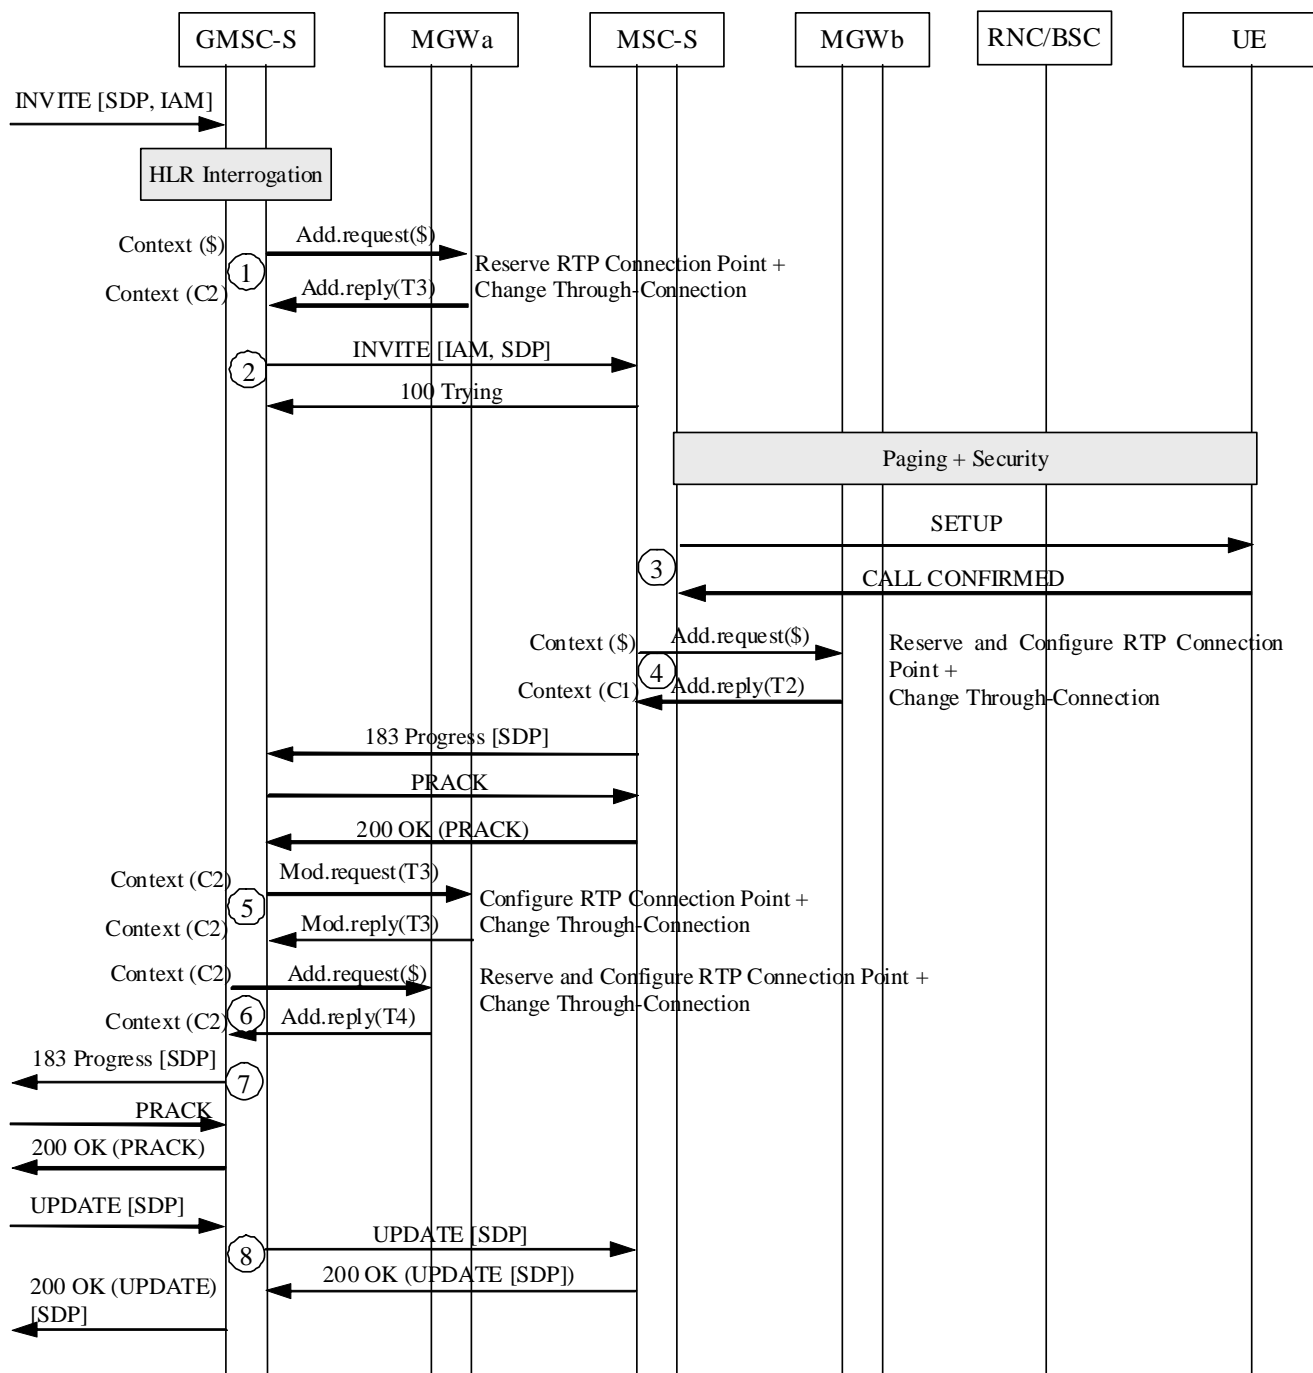 GMSC-S
MGWa
MSC-S
MGWb
RNC/BSC
UE
INVITE [SDP, IAM]
HLR Interrogation
Context ($)
Add.request($)
1
Reserve RTP Connection Point +
Change Through-Connection
Context (C2)
Add.reply(T3)
INVITE [IAM, SDP]
2
100 Trying
Paging + Security
SETUP
3
CALL CONFIRMED
Context ($)
Add.request($)
Reserve and Configure RTP Connection
Point +
Change Through-Connection
4
Context (C1)
Add.reply(T2)
183 Progress [SDP]
PRACK
200 OK (PRACK)
Context (C2)
Mod.request(T3)
5
Configure RTP Connection Point +
Change Through-Connection
Context (C2)
Mod.reply(T3)
Context (C2)
Add.request($)
Reserve and Configure RTP Connection Point +
Change Through-Connection
6
Context (C2)
Add.reply(T4)
183 Progress [SDP]
7
PRACK
200 OK (PRACK)
UPDATE [SDP]
8
UPDATE [SDP]
200 OK (UPDATE [SDP])
200 OK (UPDATE)
[SDP]